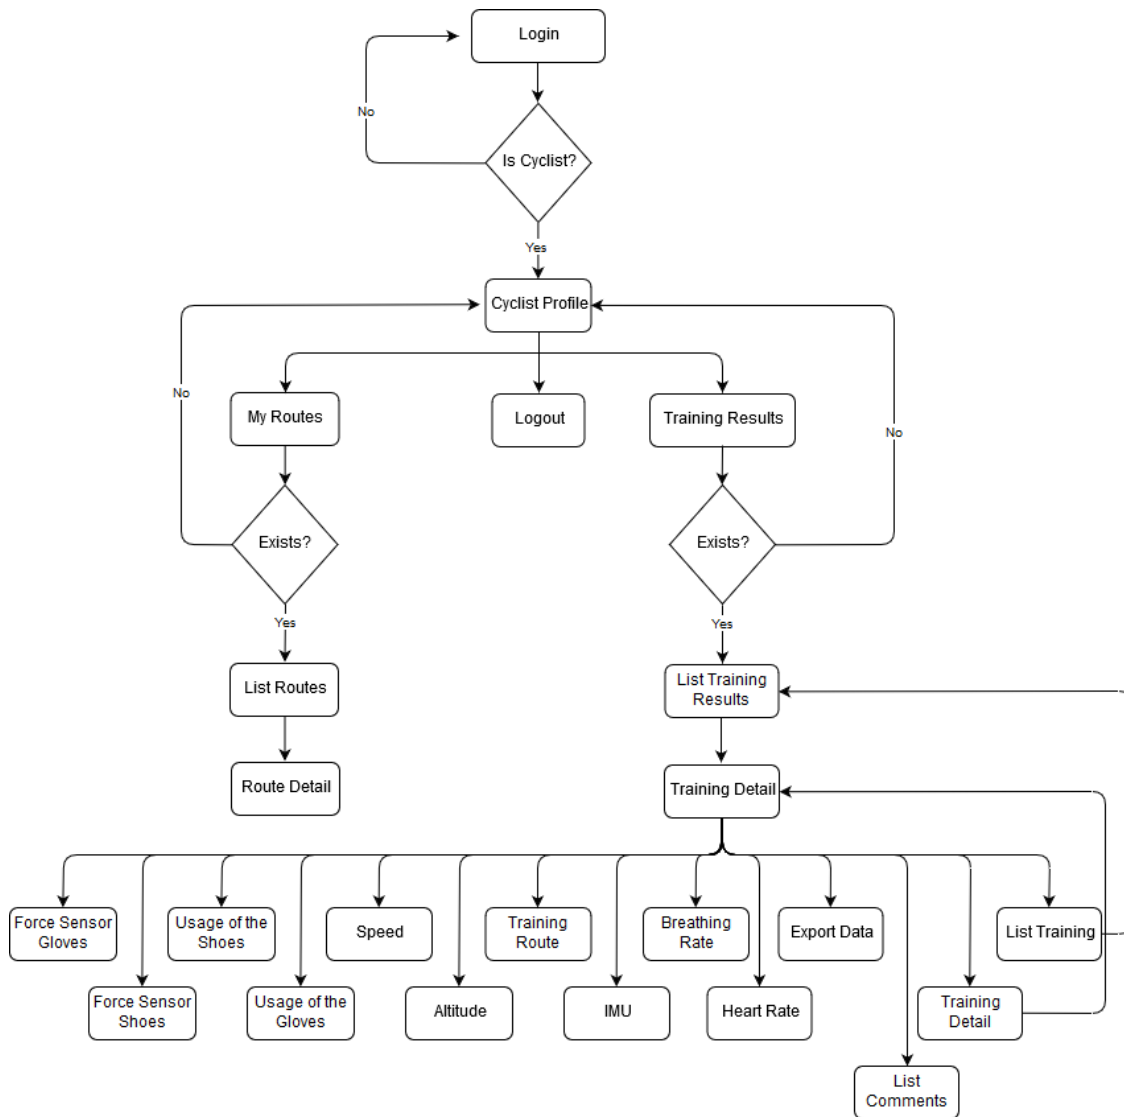 Login
No
Is Cyclist?
Yes
Cyclist Profile
No
My Routes
Logout
Training Results
No
Exists?
Exists?
Yes
Yes
List Routes
List Training
Results
Route Detail
Training Detail
Force Sensor
Gloves
Usage of the
Shoes
Speed
Training
Route
Breathing
Rate
Export Data
List Training
Force Sensor
Shoes
Usage of the
Gloves
Altitude
IMU
Heart Rate
Training
Detail
List
Comments